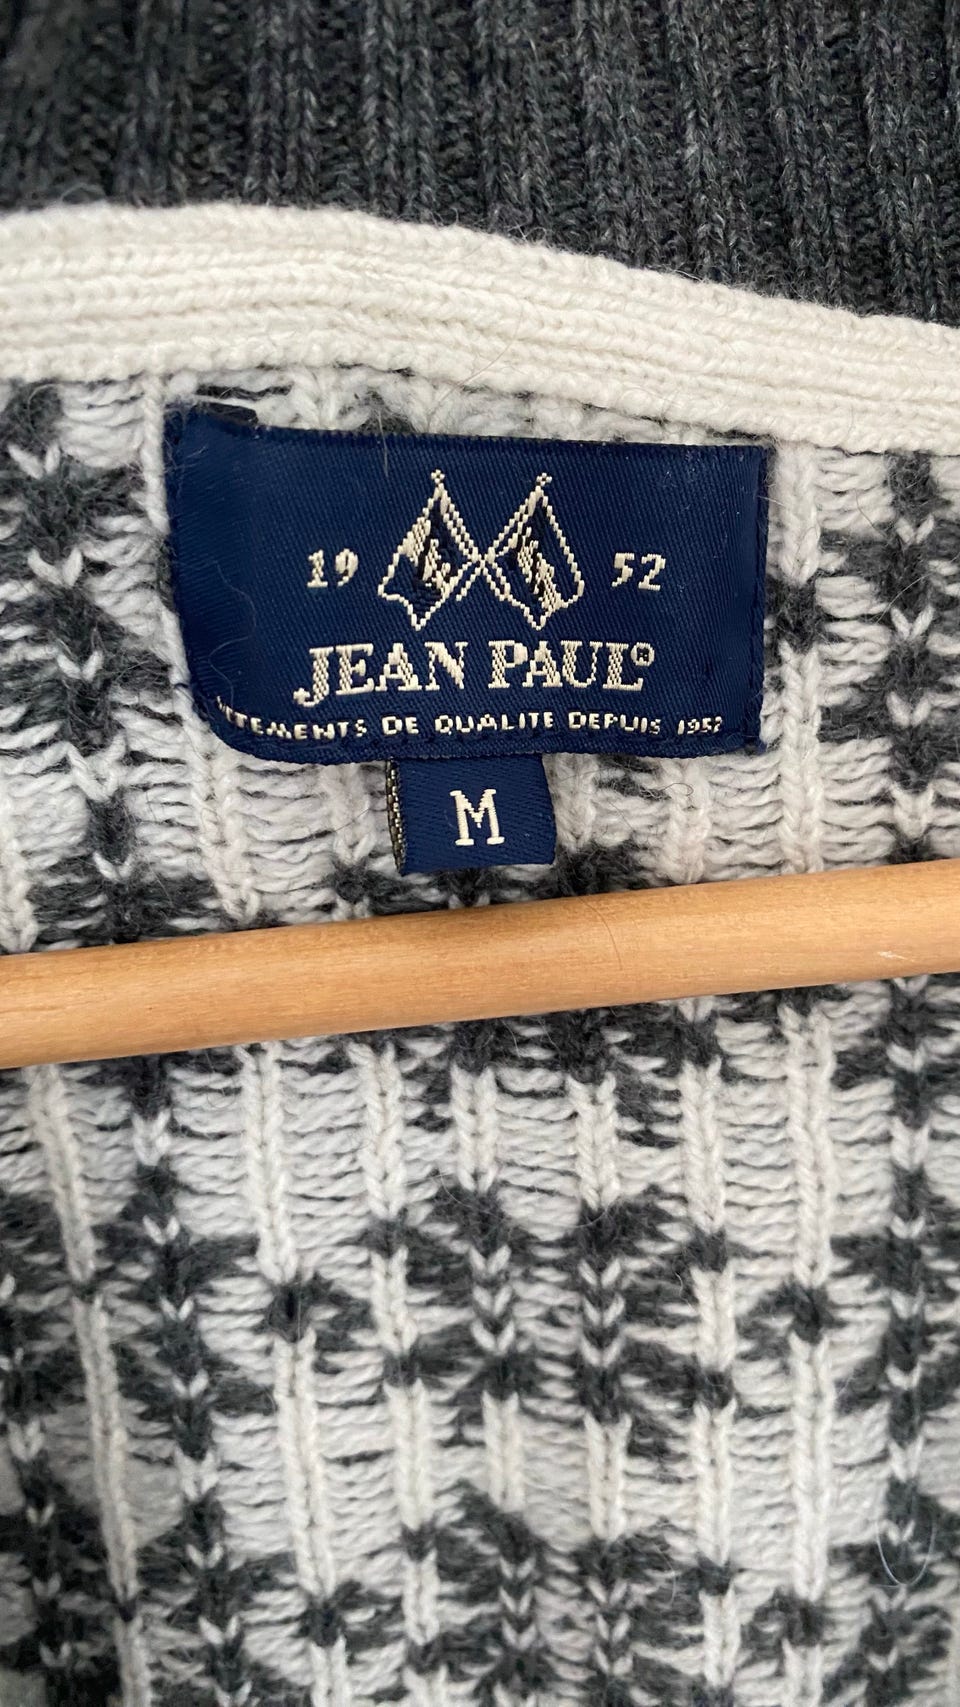 19 52
JEAN PAUL®
VETEMENTS DE QUALITE DEPUIS 1952
M